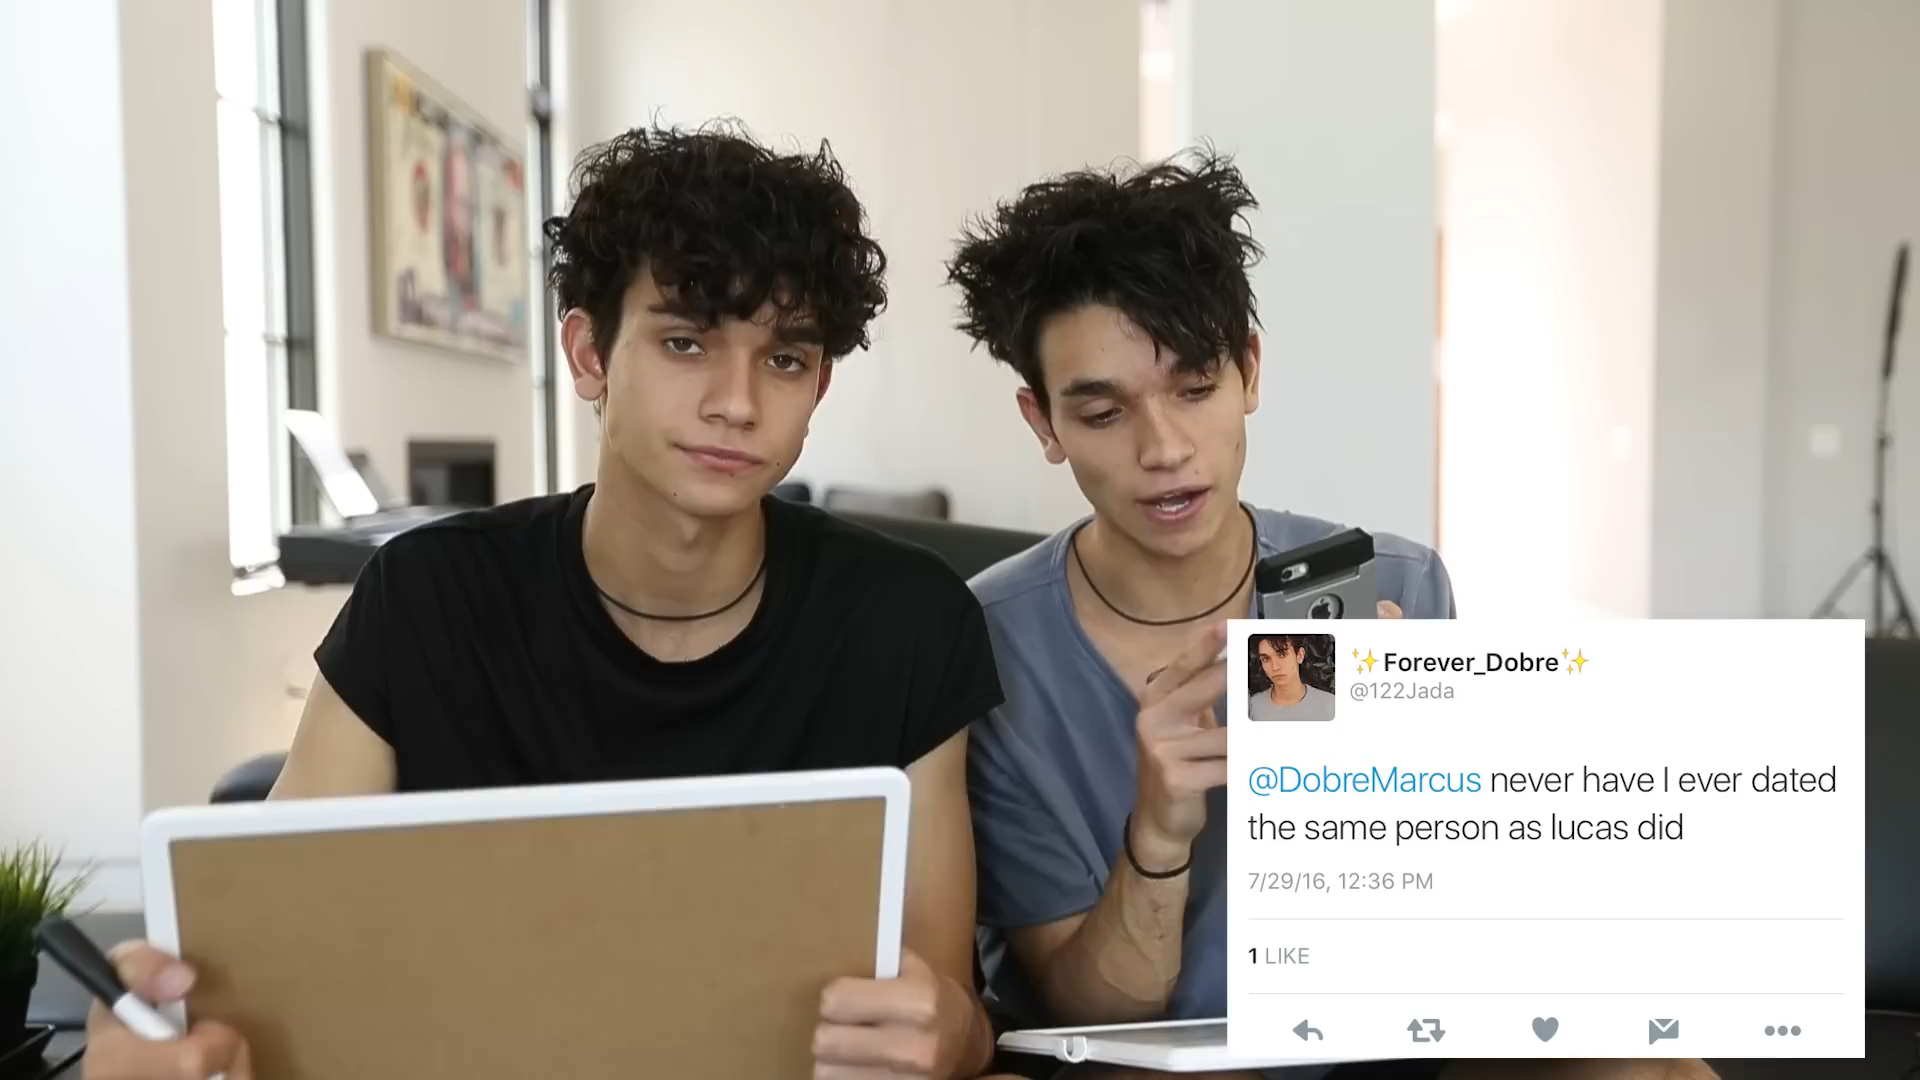 ✨Forever_Dobre✨
@122Jada
@DobreMarcus never have I ever dated
the same person as lucas did
7/29/16, 12:36 PM
1 LIKE